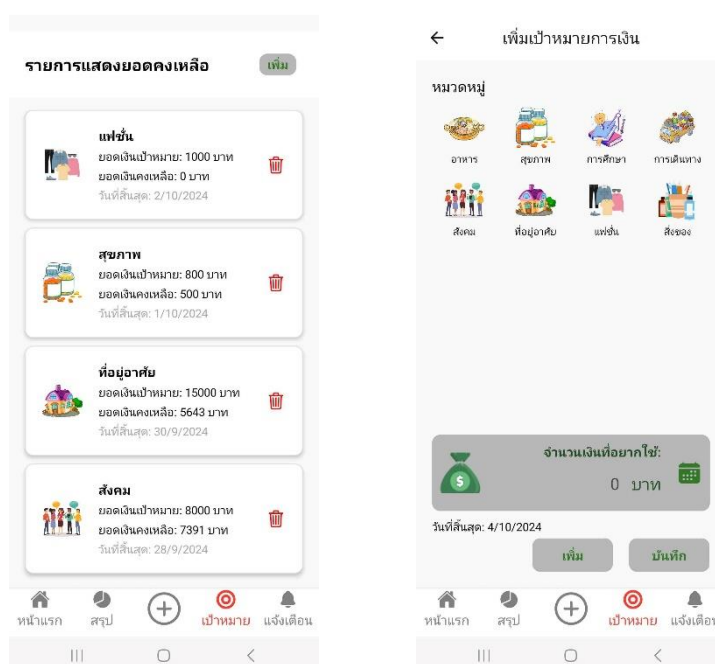 รายการแสดงยอดคงเหลือ
เพิ่ม
แฟชั่น
ยอดเงินเป้าหมาย: 1000 บาท
ยอดเงินคงเหลือ: 0 บาท
วันที่สิ้นสุด: 2/10/2024
สุขภาพ
ยอดเงินเป้าหมาย: 800 บาท
ยอดเงินคงเหลือ: 500 บาท
วันที่สิ้นสุด: 1/10/2024
ที่อยู่อาศัย
ยอดเงินเป้าหมาย: 15000 บาท
ยอดเงินคงเหลือ: 5643 บาท
วันที่สิ้นสุด: 30/9/2024
สังคม
ยอดเงินเป้าหมาย: 8000 บาท
ยอดเงินคงเหลือ: 7391 บาท
วันที่สิ้นสุด: 28/9/2024
หน้าแรก สรุป เป้าหมาย แจ้งเตือน
เพิ่มเป้าหมายการเงิน
หมวดหมู่
อาหาร สุขภาพ การศึกษา การเดินทาง
สังคม ที่อยู่อาศัย แฟชั่น สิ่งของ
จำนวนเงินที่อยากใช้:
$ 0 บาท
วันที่สิ้นสุด: 4/10/2024
เพิ่ม บันทึก
หน้าแรก สรุป เป้าหมาย แจ้งเตือน